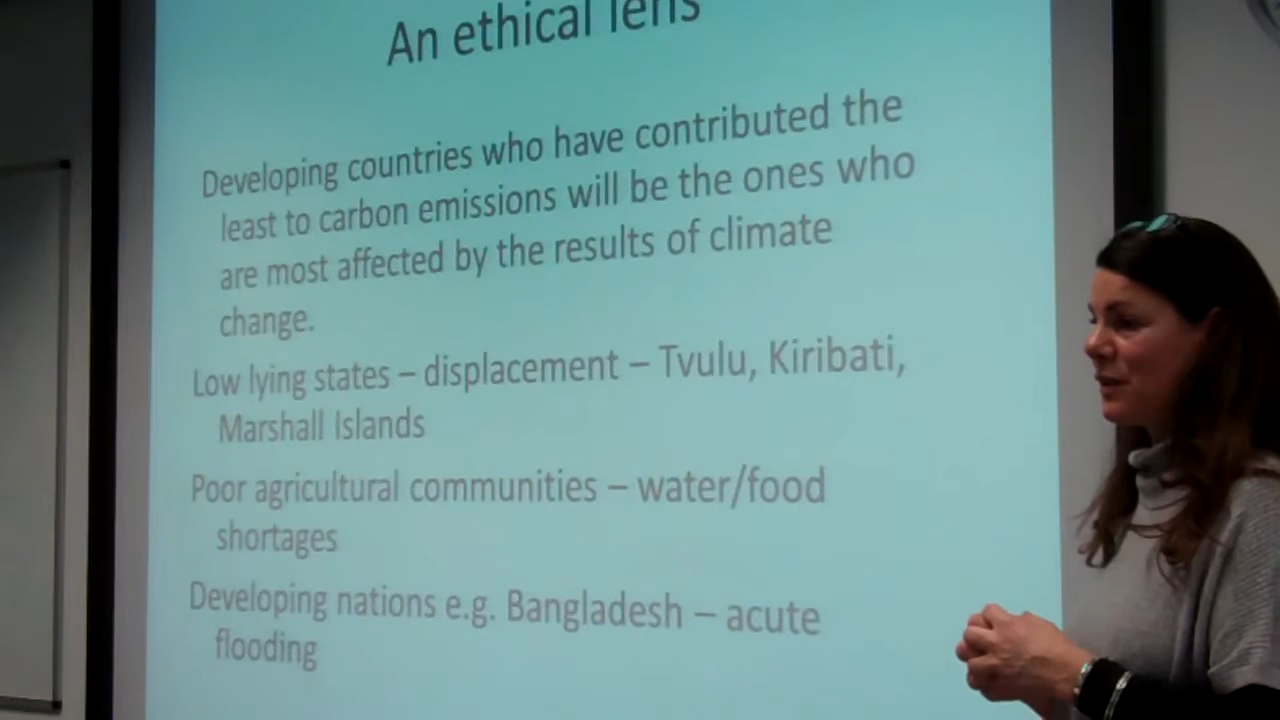 An ethical lens
Developing countries who have contributed the
least to carbon emissions will be the ones who
are most affected by the results of climate
change.
Low lying states – displacement – Tvulu, Kiribati,
Marshall Islands
Poor agricultural communities – water/food
shortages
Developing nations e.g. Bangladesh – acute
flooding